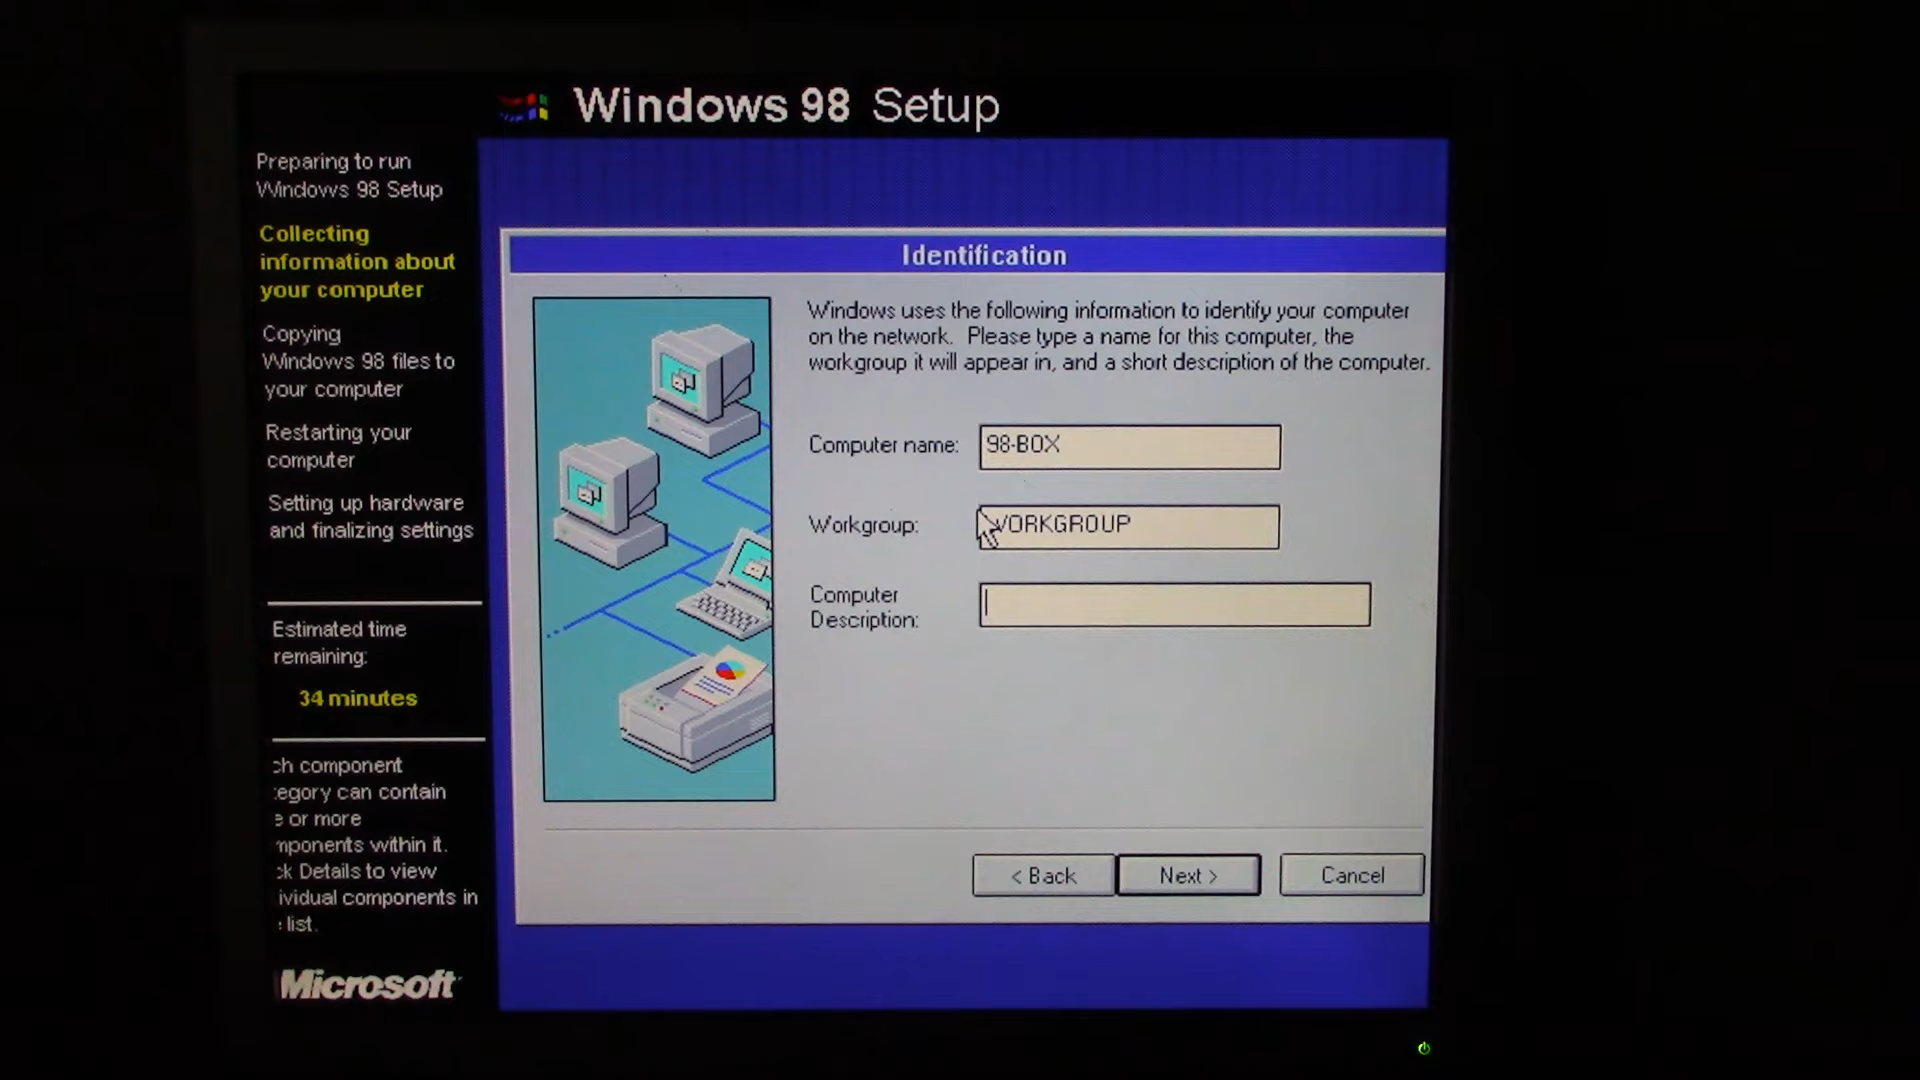 Windows 98 Setup
Preparing to run
Windows 98 Setup
Collecting
information about
your computer
Copying
Windows 98 files to
your computer
Restarting your
computer
Setting up hardware
and finalizing settings
Estimated time
remaining:
34 minutes
ch component
tegory can contain
e or more
mponents within it.
ck Details to view
ividual components in
list.
Microsoft
Identification
Windows uses the following information to identify your computer
on the network. Please type a name for this computer, the
workgroup it will appear in, and a short description of the computer.
Computer name: 98-BOX
Workgroup: WORKGROUP
Computer
Description:
< Back Next > Cancel